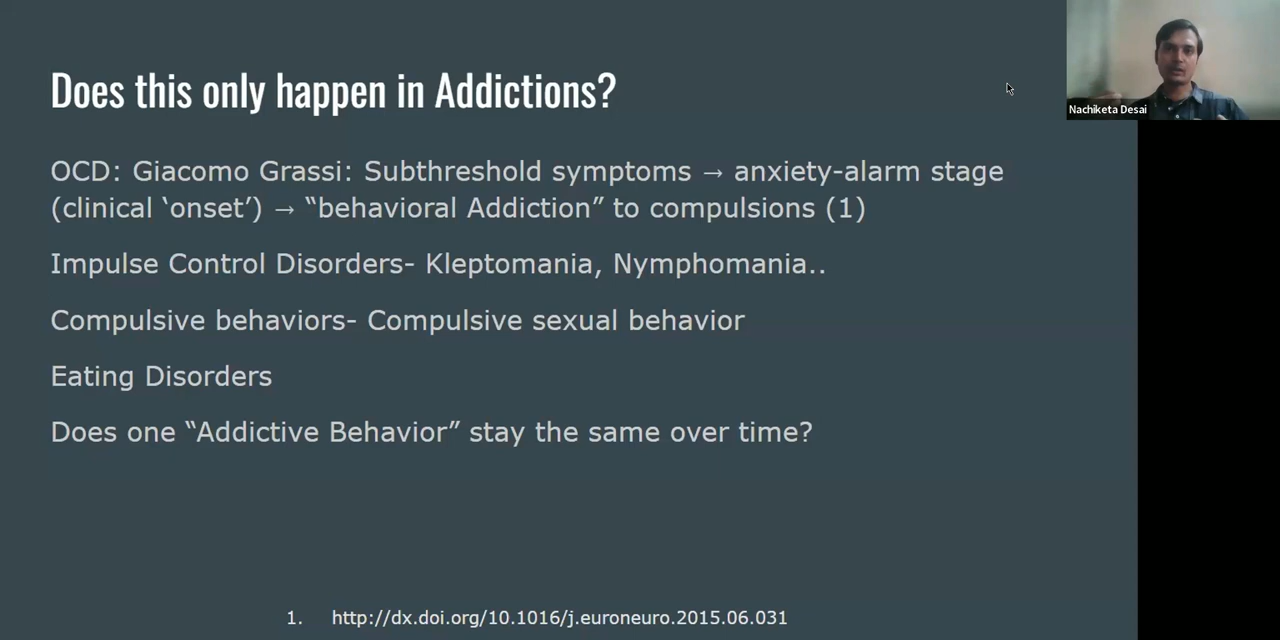 Does this only happen in Addictions?
Nachiketa Desai
OCD: Giacomo Grassi: Subthreshold symptoms → anxiety-alarm stage
(clinical ‘onset’) → “behavioral Addiction” to compulsions (1)
Impulse Control Disorders- Kleptomania, Nymphomania..
Compulsive behaviors- Compulsive sexual behavior
Eating Disorders
Does one “Addictive Behavior” stay the same over time?
1. http://dx.doi.org/10.1016/j.euroneuro.2015.06.031